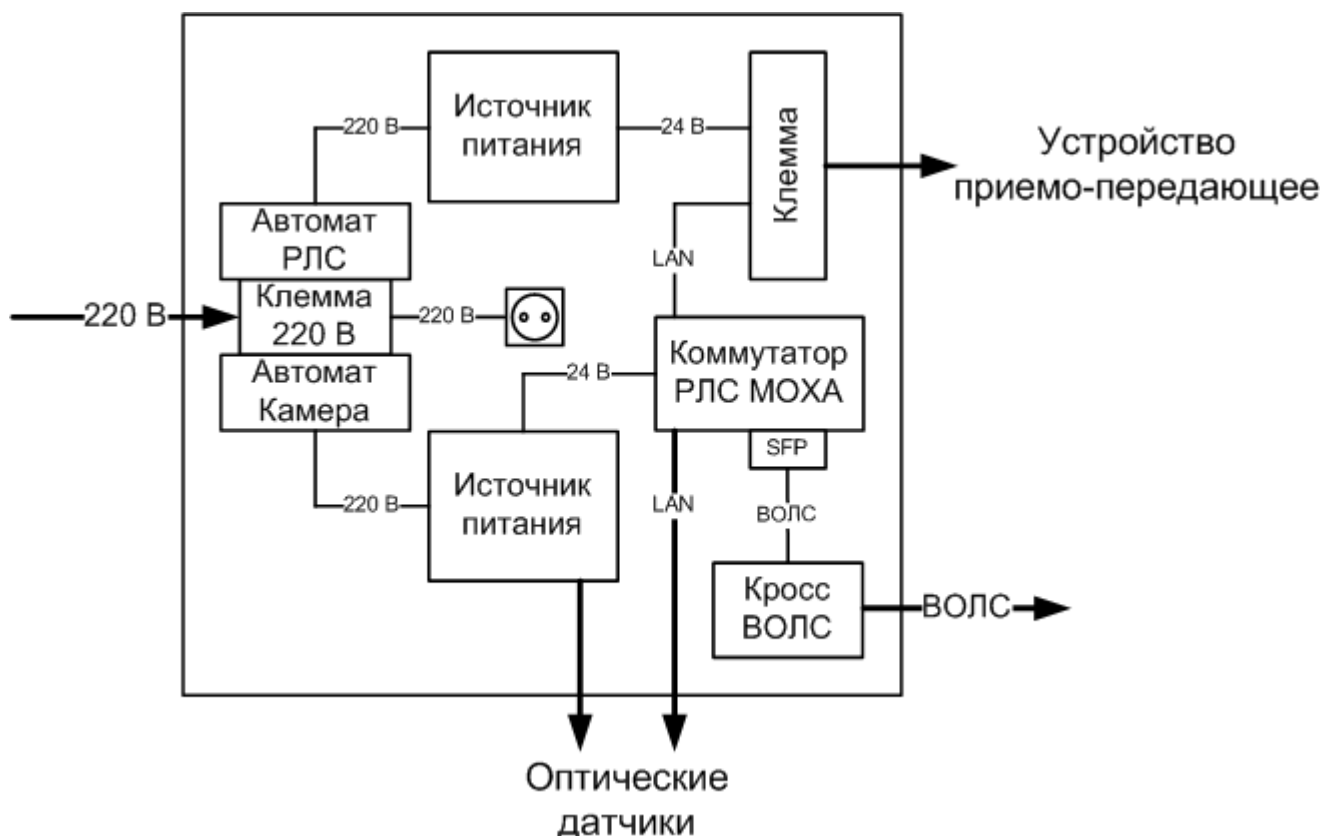 Источник
питания
220 В
24 В
Клемма
Устройство
приемо-передающее
Автомат
РЛС
LAN
220 В
Клемма
220 В
220 В
Коммутатор
РЛС МОХА
24 В
Автомат
Камера
SFP
Источник
питания
220 В
LAN
ВОЛС
Кросс
ВОЛС
ВОЛС
Оптические
датчики